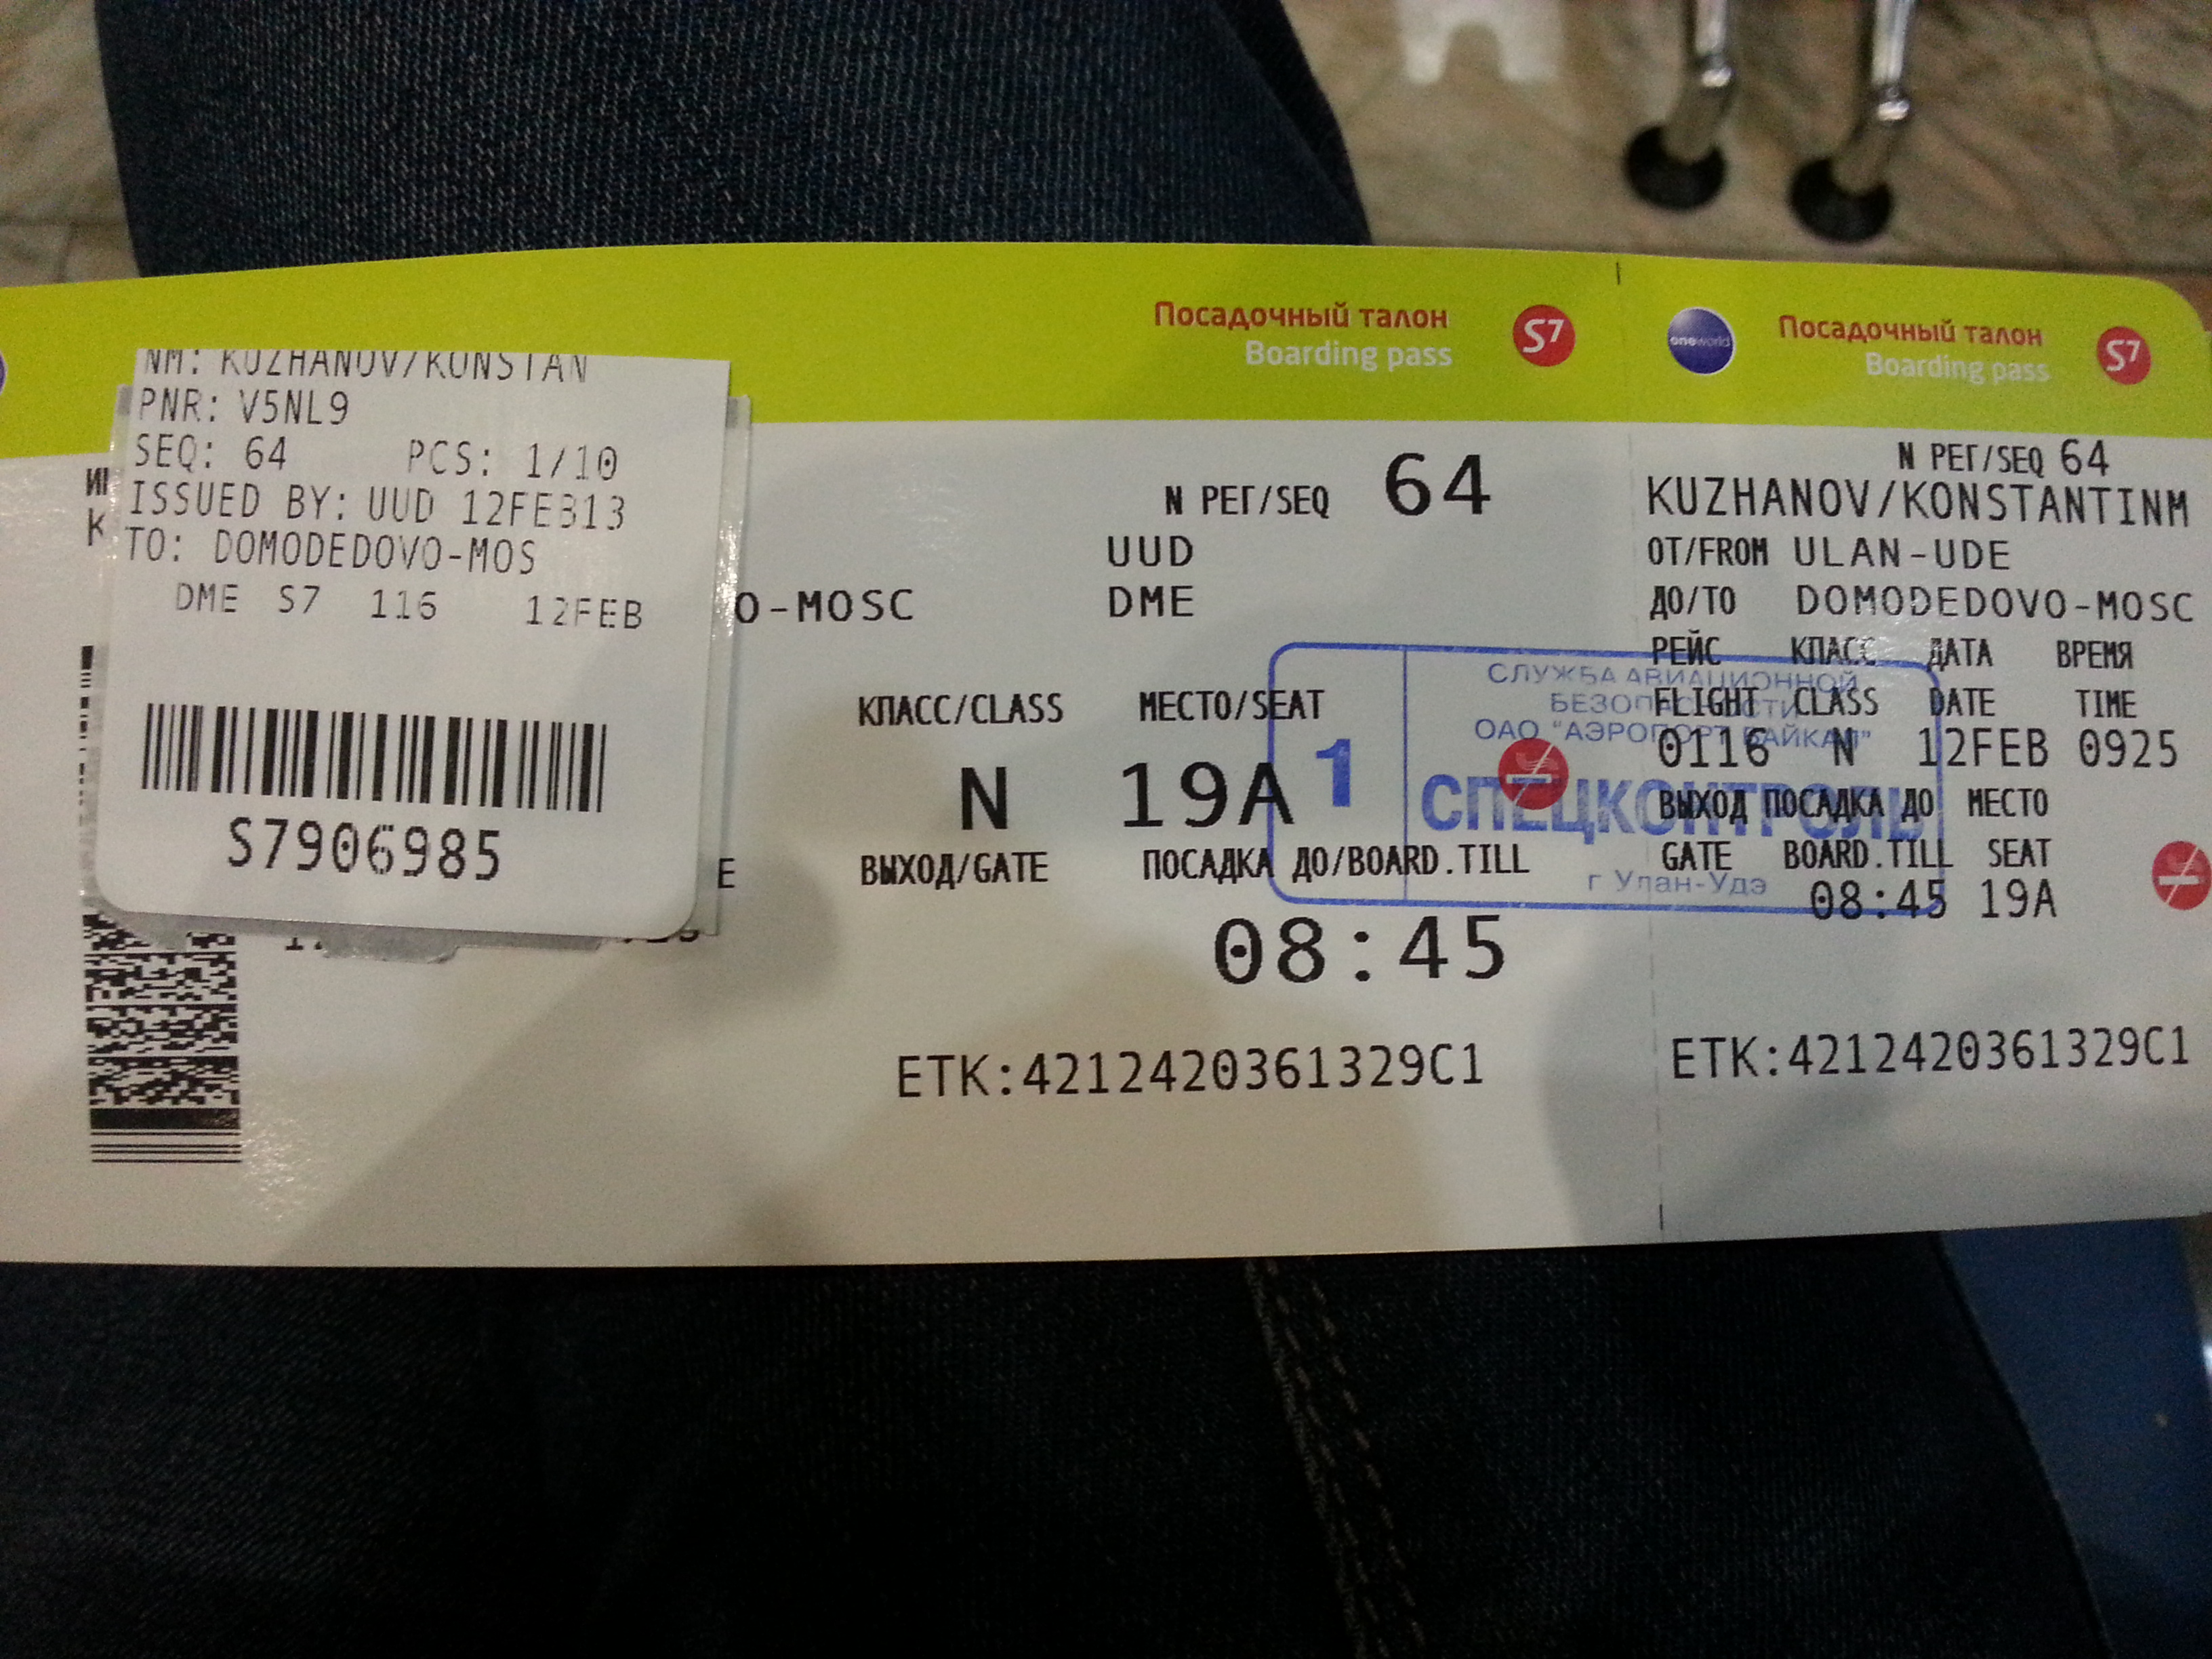 Посадочный талон
Boarding pass
S7
NM: KUZHANOV/KONSTAN
PNR: V5NL9
SEQ: 64 PCS: 1/10
ISSUED BY: UUD 12FEB13
TO: DOMODEDOVO-MOS
DME S7 116 12FEB
S7906985
N РЕГ/SEQ 64
UUD
O-MOSC DME
КЛАСС/CLASS МЕСТО/SEAT
N 19A
ВЫХОД/GATE ПОСАДКА ДО/BOARD.TILL
08:45
ETK:4212420361329C1
1
СЛУЖБА АВИАЦИОННОЙ
БЕЗОПАСНОСТИ
ОАО "АЭРОПОРТ БАЙКАЛ"
СПЕЦКОНТРОЛЬ
г Улан-Удэ
oneworld
Посадочный талон
Boarding pass
S7
N РЕГ/SEQ 64
KUZHANOV/KONSTANTINM
ОТ/FROM ULAN-UDE
ДО/TO DOMODEDOVO-MOSC
РЕЙС КЛАСС ДАТА ВРЕМЯ
FLIGHT CLASS DATE TIME
0116 N 12FEB 0925
ВЫХОД ПОСАДКА ДО МЕСТО
GATE BOARD.TILL SEAT
08:45 19A
ETK:4212420361329C1